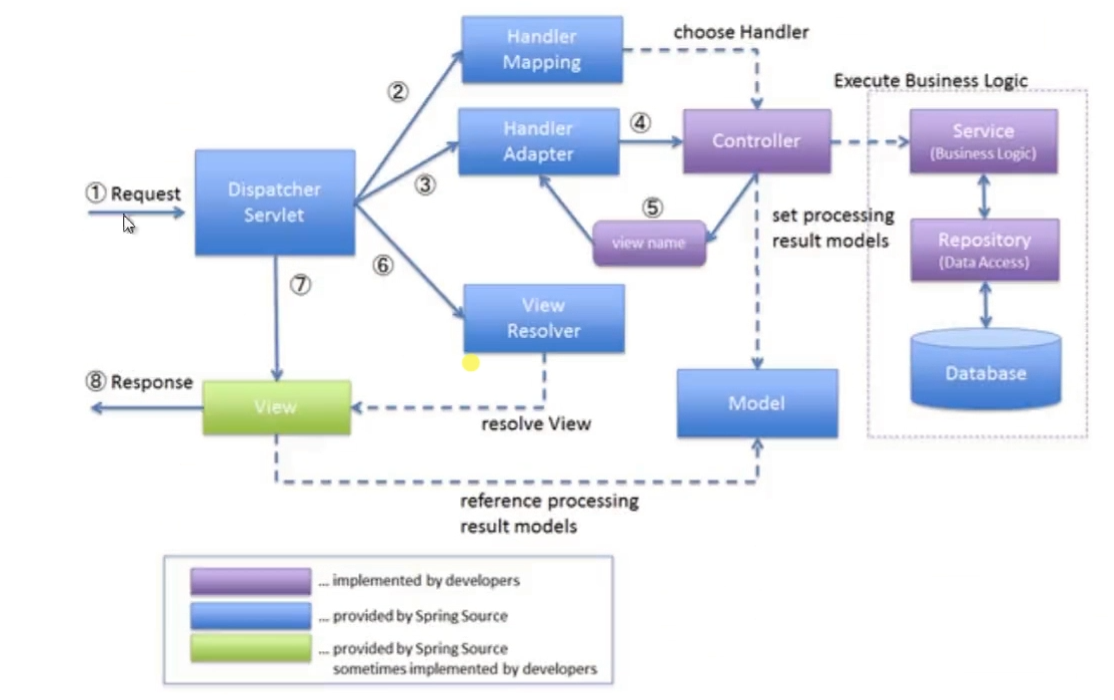 Handler
Mapping
choose Handler
②
Execute Business Logic
Handler
Adapter
④
Controller
Service
(Business Logic)
① Request
Dispatcher
Servlet
③
⑤
view name
set processing
result models
Repository
(Data Access)
⑥
⑦
View
Resolver
Database
⑧ Response
View
resolve View
Model
reference processing
result models
... implemented by developers
... provided by Spring Source
... provided by Spring Source
sometimes implemented by developers